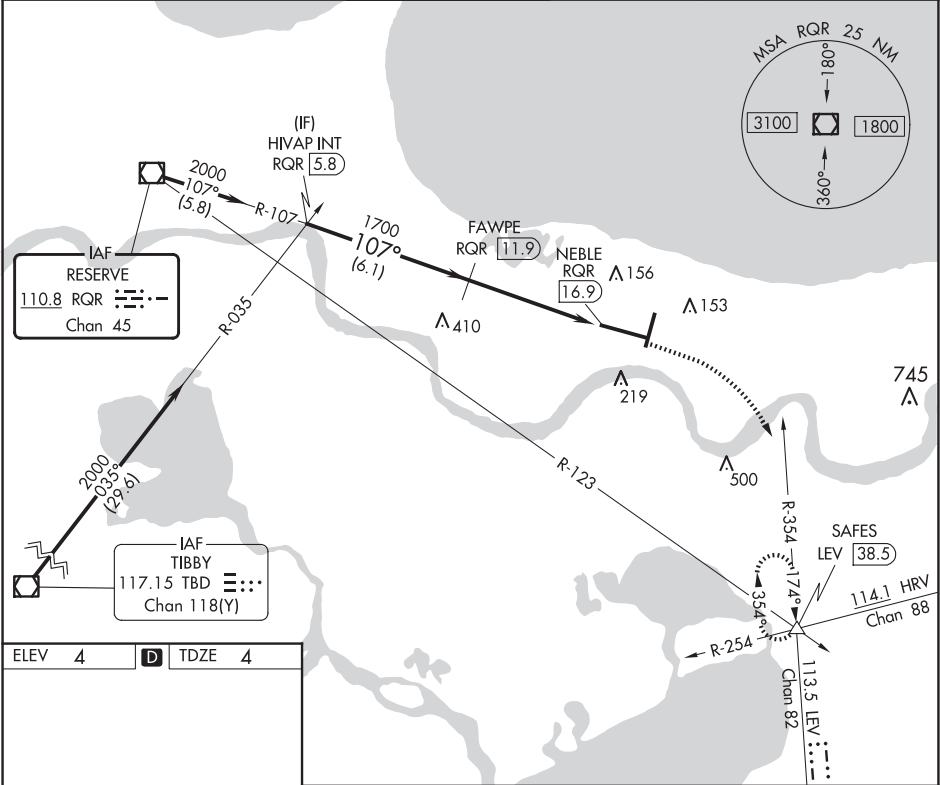 MSA RQR 25 NM
180°
3100
1800
360°
(IF)
HIVAP INT
RQR 5.8
2000
107°
(5.8)
R-107
1700
107°
(6.1)
FAWPE
RQR 11.9
NEBLE
RQR
16.9
156
153
IAF
RESERVE
110.8 RQR
Chan 45
R-035
410
219
745
500
R-123
2000
035°
(29.6)
IAF
TIBBY
117.15 TBD
Chan 118(Y)
R-354
SAFES
LEV 38.5
174°
354°
114.1 HRV
Chan 88
R-254
113.5 LEV
Chan 82
ELEV 4 D TDZE 4